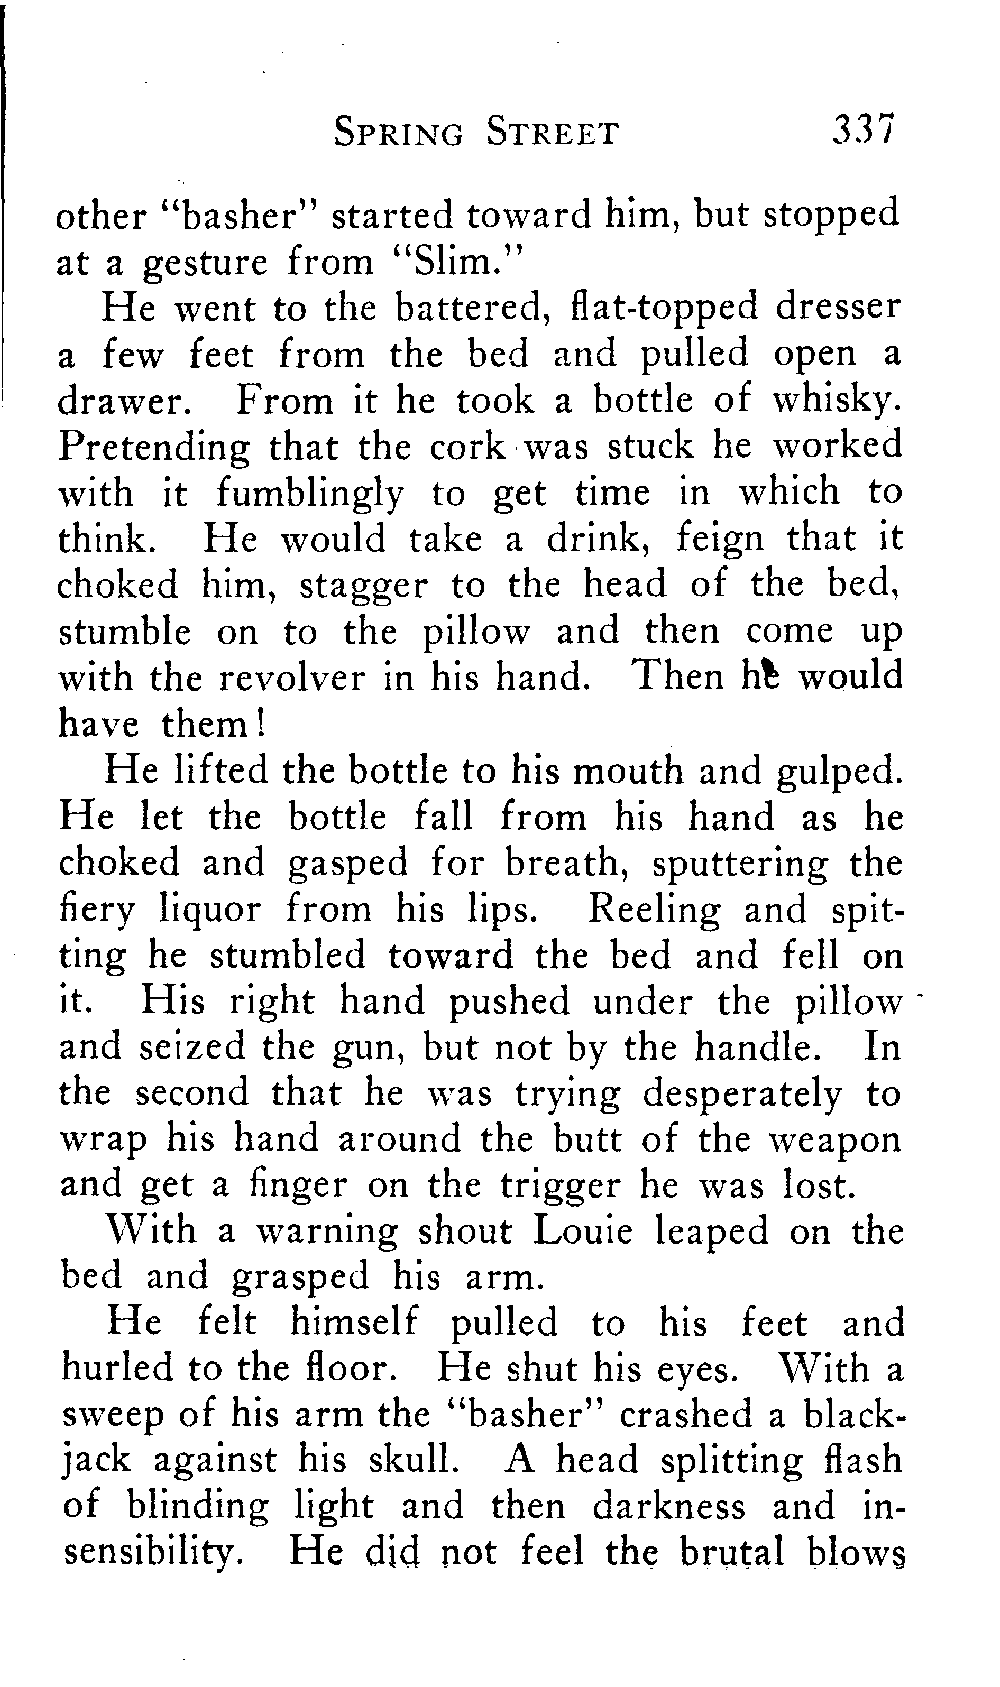 SPRING STREET 337
other “basher” started toward him, but stopped
at a gesture from “Slim.”
He went to the battered, flat-topped dresser
a few feet from the bed and pulled open a
drawer. From it he took a bottle of whisky.
Pretending that the cork was stuck he worked
with it fumblingly to get time in which to
think. He would take a drink, feign that it
choked him, stagger to the head of the bed,
stumble on to the pillow and then come up
with the revolver in his hand. Then he would
have them!
He lifted the bottle to his mouth and gulped.
He let the bottle fall from his hand as he
choked and gasped for breath, sputtering the
fiery liquor from his lips. Reeling and spit-
ting he stumbled toward the bed and fell on
it. His right hand pushed under the pillow
and seized the gun, but not by the handle. In
the second that he was trying desperately to
wrap his hand around the butt of the weapon
and get a finger on the trigger he was lost.
With a warning shout Louie leaped on the
bed and grasped his arm.
He felt himself pulled to his feet and
hurled to the floor. He shut his eyes. With a
sweep of his arm the “basher” crashed a black-
jack against his skull. A head splitting flash
of blinding light and then darkness and in-
sensibility. He did not feel the brutal blows